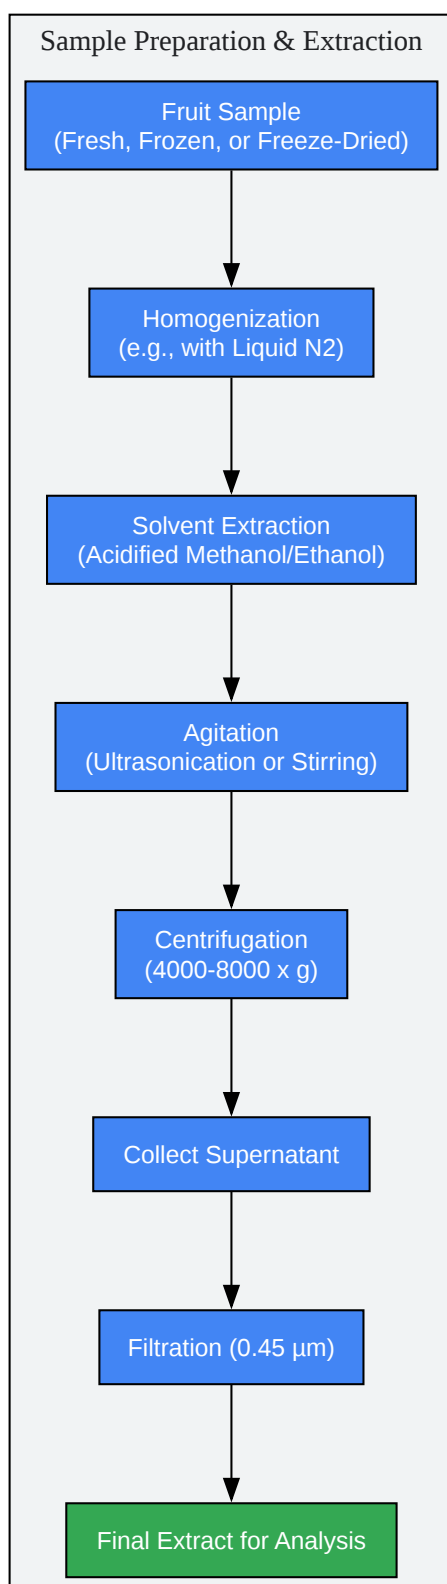 Sample Preparation & Extraction
Fruit Sample
(Fresh, Frozen, or Freeze-Dried)
Homogenization
(e.g., with Liquid N2)
Solvent Extraction
(Acidified Methanol/Ethanol)
Agitation
(Ultrasonication or Stirring)
Centrifugation
(4000-8000 x g)
Collect Supernatant
Filtration (0.45 µm)
Final Extract for Analysis